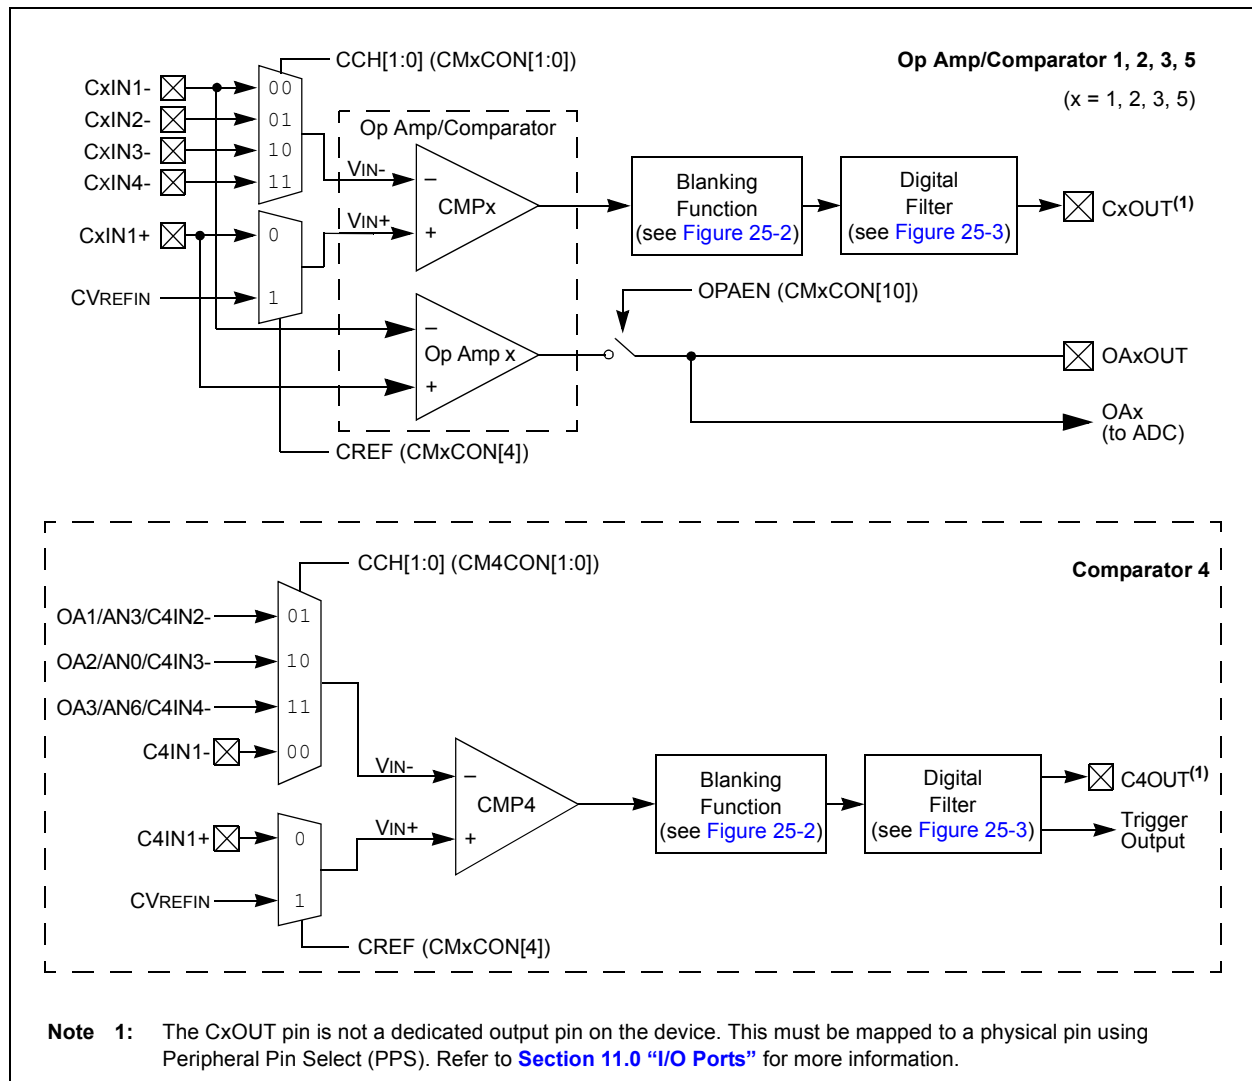 CCH[1:0] (CMxCON[1:0])
Op Amp/Comparator 1, 2, 3, 5
(x = 1, 2, 3, 5)
CxIN1-
00
CxIN2-
01
CxIN3-
10
CxIN4-
11
Op Amp/Comparator
VIN-
–
CMPx
VIN+
+
Blanking
Function
(see Figure 25-2)
Digital
Filter
(see Figure 25-3)
CxOUT(1)
CxIN1+
0
CVREFIN
1
OPAEN (CMxCON[10])
–
Op Amp x
+
OAxOUT
OAx
(to ADC)
CREF (CMxCON[4])
CCH[1:0] (CM4CON[1:0])
Comparator 4
OA1/AN3/C4IN2-
01
OA2/AN0/C4IN3-
10
OA3/AN6/C4IN4-
11
C4IN1-
00
VIN-
–
CMP4
VIN+
+
Blanking
Function
(see Figure 25-2)
Digital
Filter
(see Figure 25-3)
C4OUT(1)
Trigger
Output
C4IN1+
0
CVREFIN
1
CREF (CMxCON[4])
Note 1: The CxOUT pin is not a dedicated output pin on the device. This must be mapped to a physical pin using
Peripheral Pin Select (PPS). Refer to Section 11.0 “I/O Ports” for more information.